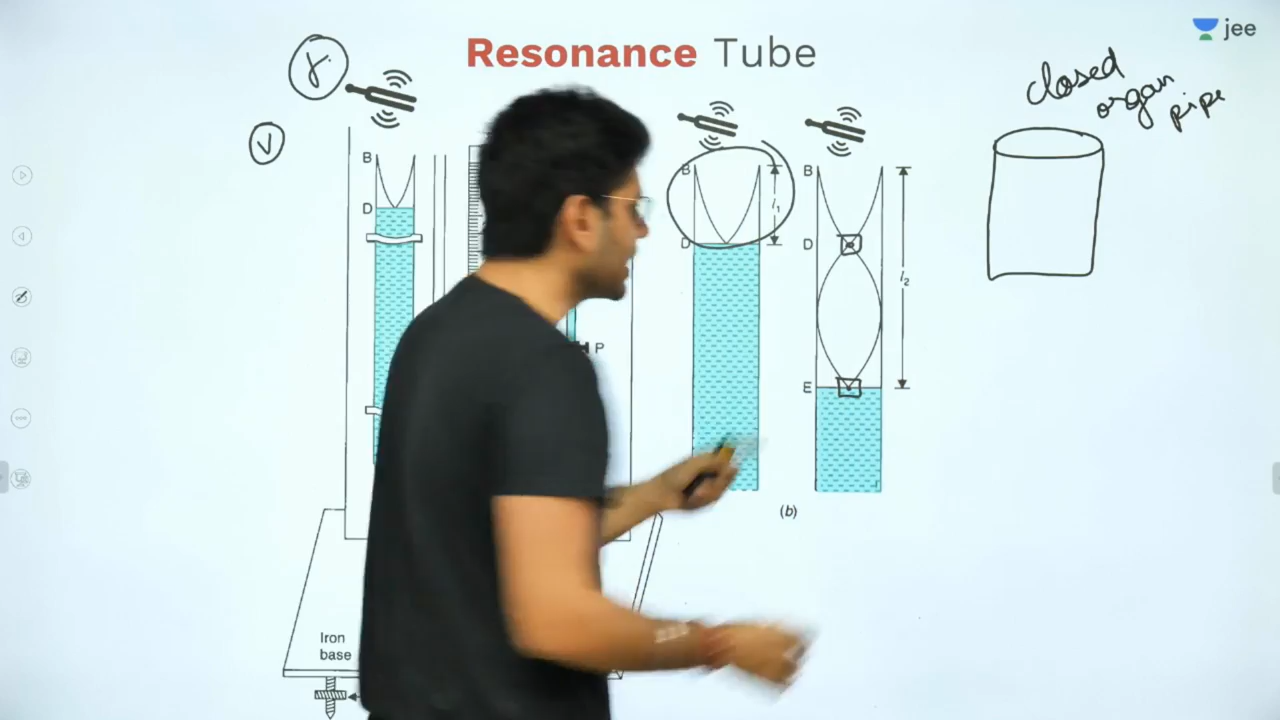 Resonance Tube
jee
closed
organ
pipe
γ
V
B
D
B
D
l₁
B
D
E
l₂
P
(b)
Iron
base